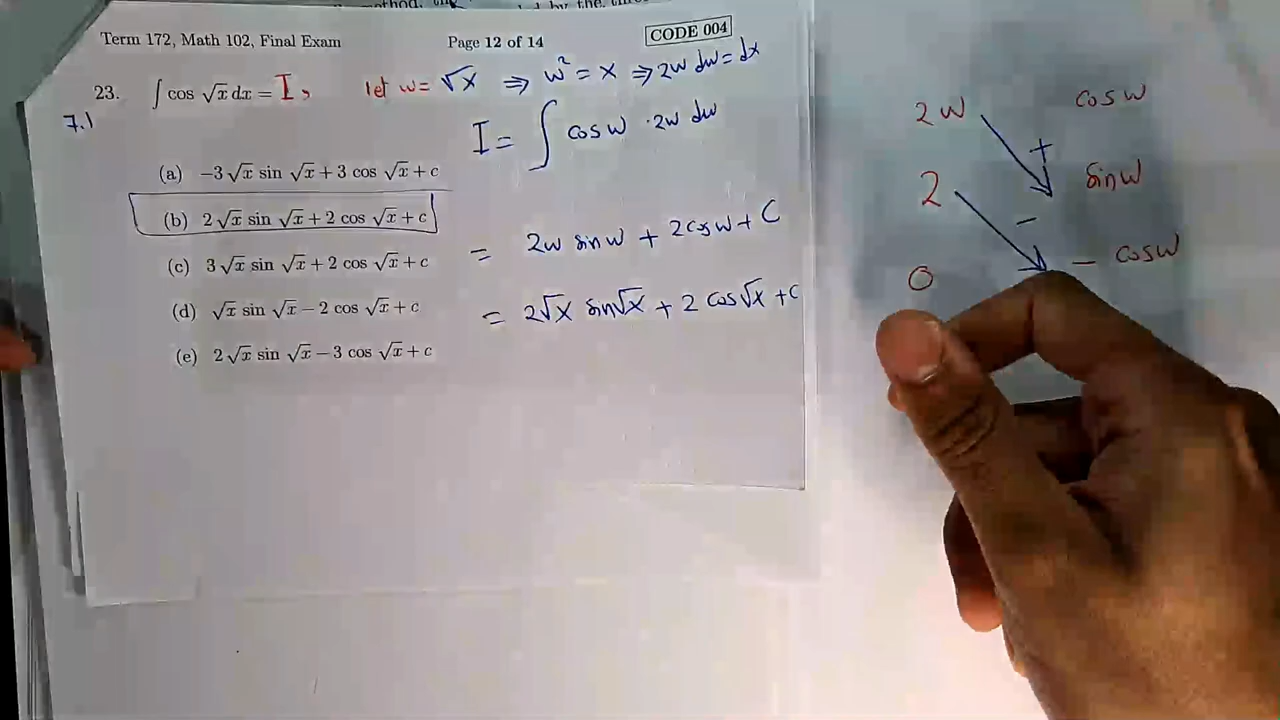 Term 172, Math 102, Final Exam Page 12 of 14 CODE 004
23. ∫ cos √x dx = I, let w = √x ⇒ w² = x ⇒ 2w dw = dx
7.1
I = ∫ cos w · 2w dw
(a) −3√x sin √x + 3 cos √x + c
(b) 2√x sin √x + 2 cos √x + c
= 2w sin w + 2 cos w + C
(c) 3√x sin √x + 2 cos √x + c
(d) √x sin √x − 2 cos √x + c
= 2√x sin√x + 2 cos√x + c
(e) 2√x sin √x − 3 cos √x + c
2w cos w
+
2 sin w
−
0 − cos w